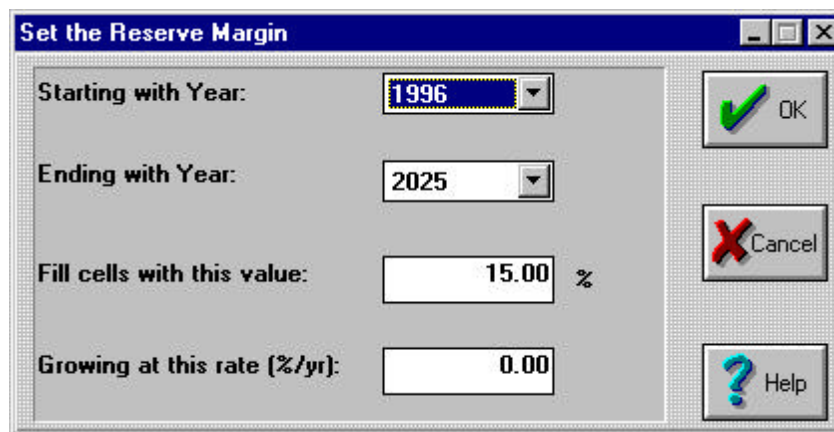 Set the Reserve Margin
Starting with Year: 1996
OK
Ending with Year: 2025
Cancel
Fill cells with this value: 15.00 %
Growing at this rate (%/yr): 0.00
Help